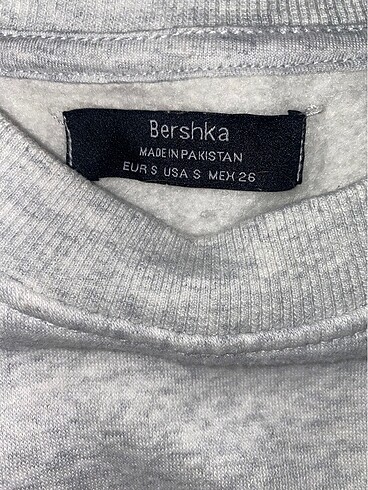 Bershka
MADE IN PAKISTAN
EUR S USA S MEX 26